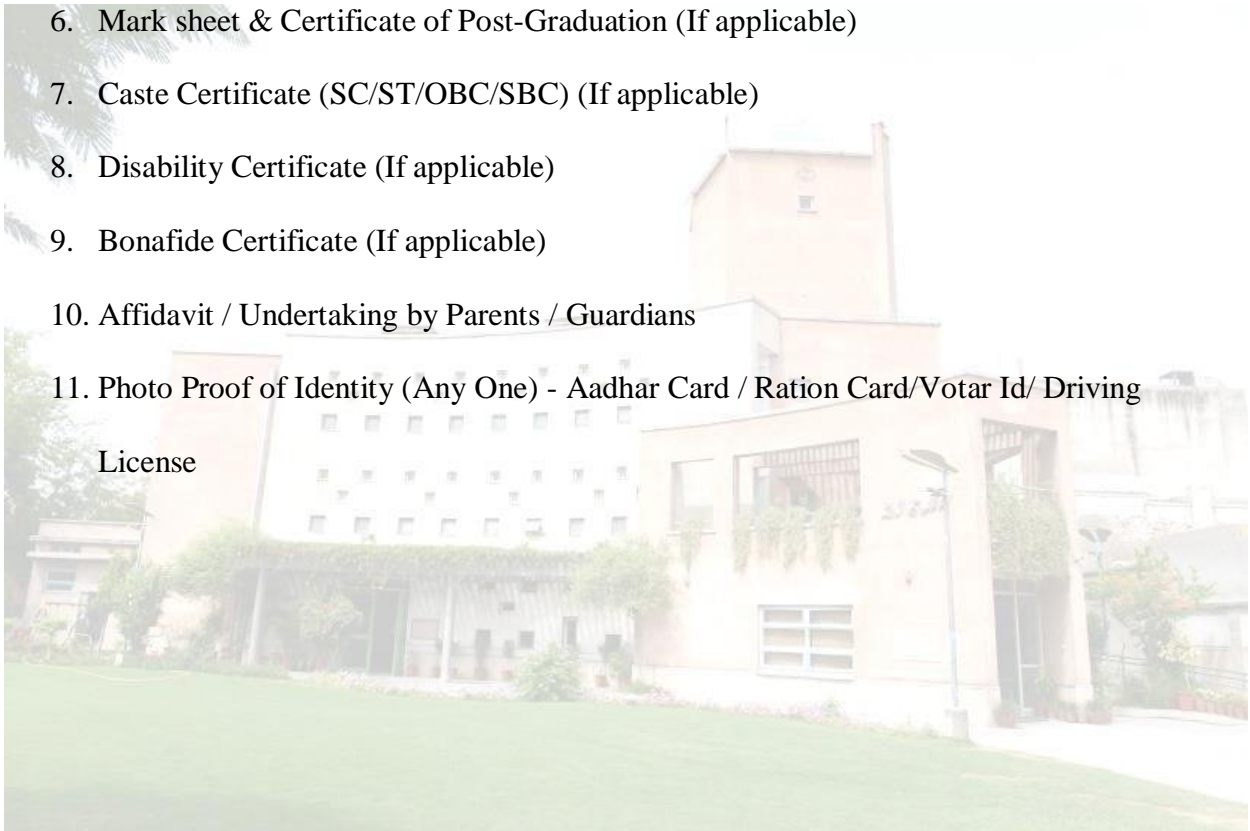 6. Mark sheet & Certificate of Post-Graduation (If applicable)
7. Caste Certificate (SC/ST/OBC/SBC) (If applicable)
8. Disability Certificate (If applicable)
9. Bonafide Certificate (If applicable)
10. Affidavit / Undertaking by Parents / Guardians
11. Photo Proof of Identity (Any One) - Aadhar Card / Ration Card/Votar Id/ Driving
License